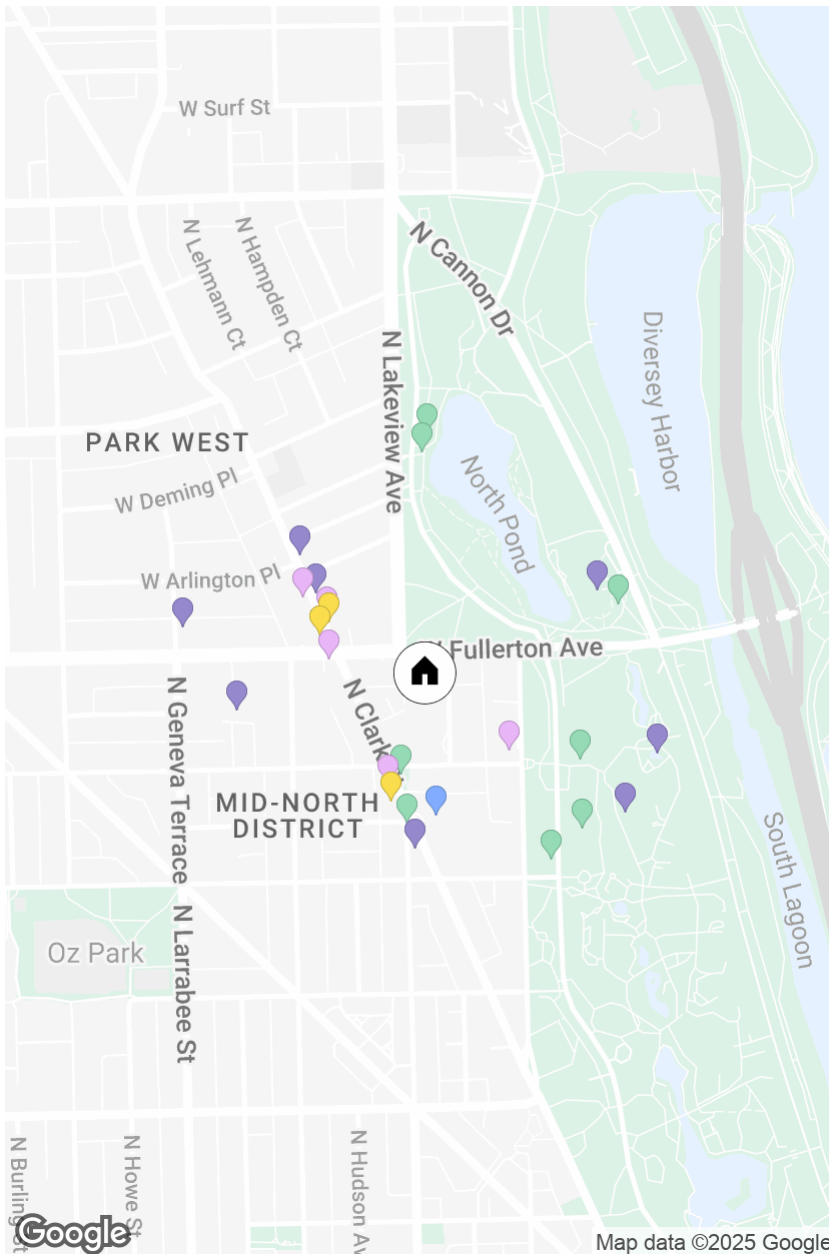 W Surf St
N Lehmann Ct
N Hampden Ct
N Cannon Dr
N Lakeview Ave
Diversey Harbor
PARK WEST
W Deming Pl
North Pond
W Arlington Pl
Fullerton Ave
N Geneva Terrace
N Clark
MID-NORTH
DISTRICT
South Lagoon
Oz Park
N Larrabee St
N Burling St
N Howe St
N Hudson Av
Google
Map data ©2025 Google